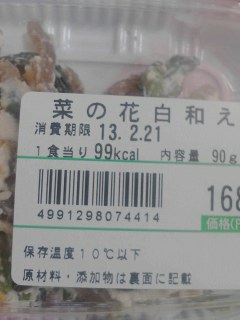 菜の花白和え
消費期限 13.2.21
1食当り 99kcal 内容量 90g
168
価格(
4991298074414
保存温度10℃以下
原材料・添加物は裏面に記載